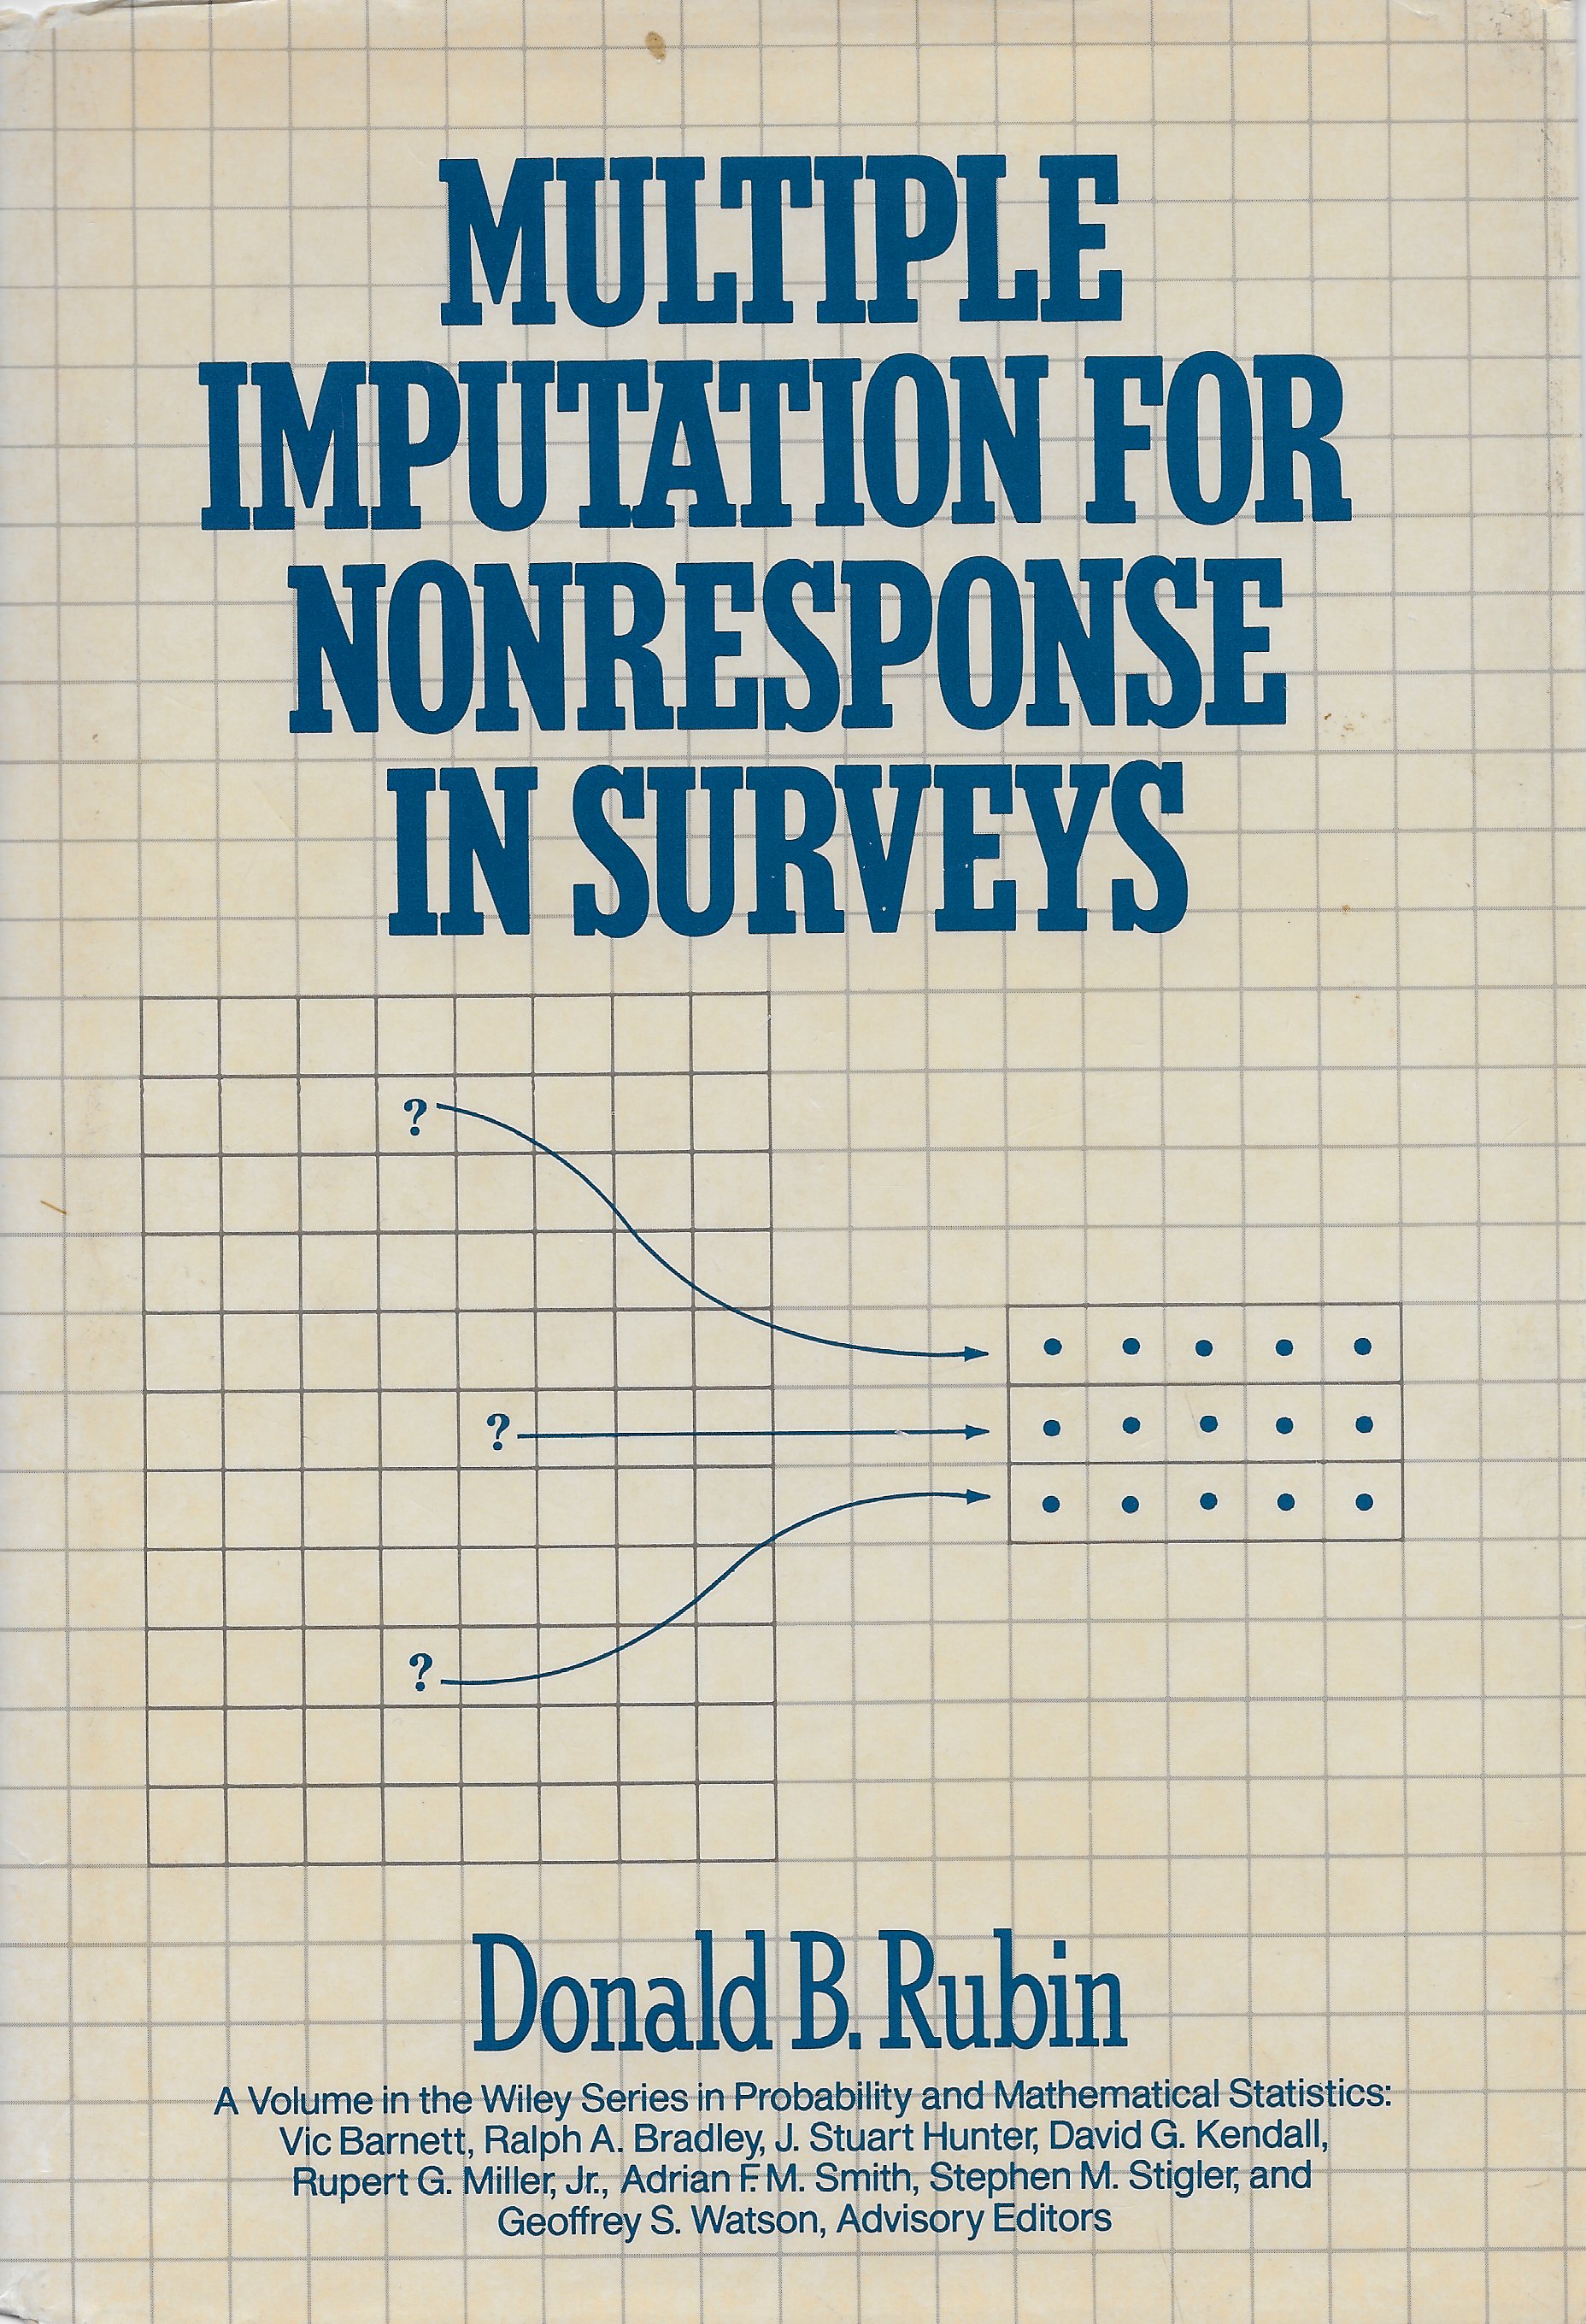 MULTIPLE
IMPUTATION FOR
NONRESPONSE
IN SURVEYS
?
?
?
Donald B. Rubin
A Volume in the Wiley Series in Probability and Mathematical Statistics:
Vic Barnett, Ralph A. Bradley, J. Stuart Hunter, David G. Kendall,
Rupert G. Miller, Jr., Adrian F. M. Smith, Stephen M. Stigler, and
Geoffrey S. Watson, Advisory Editors